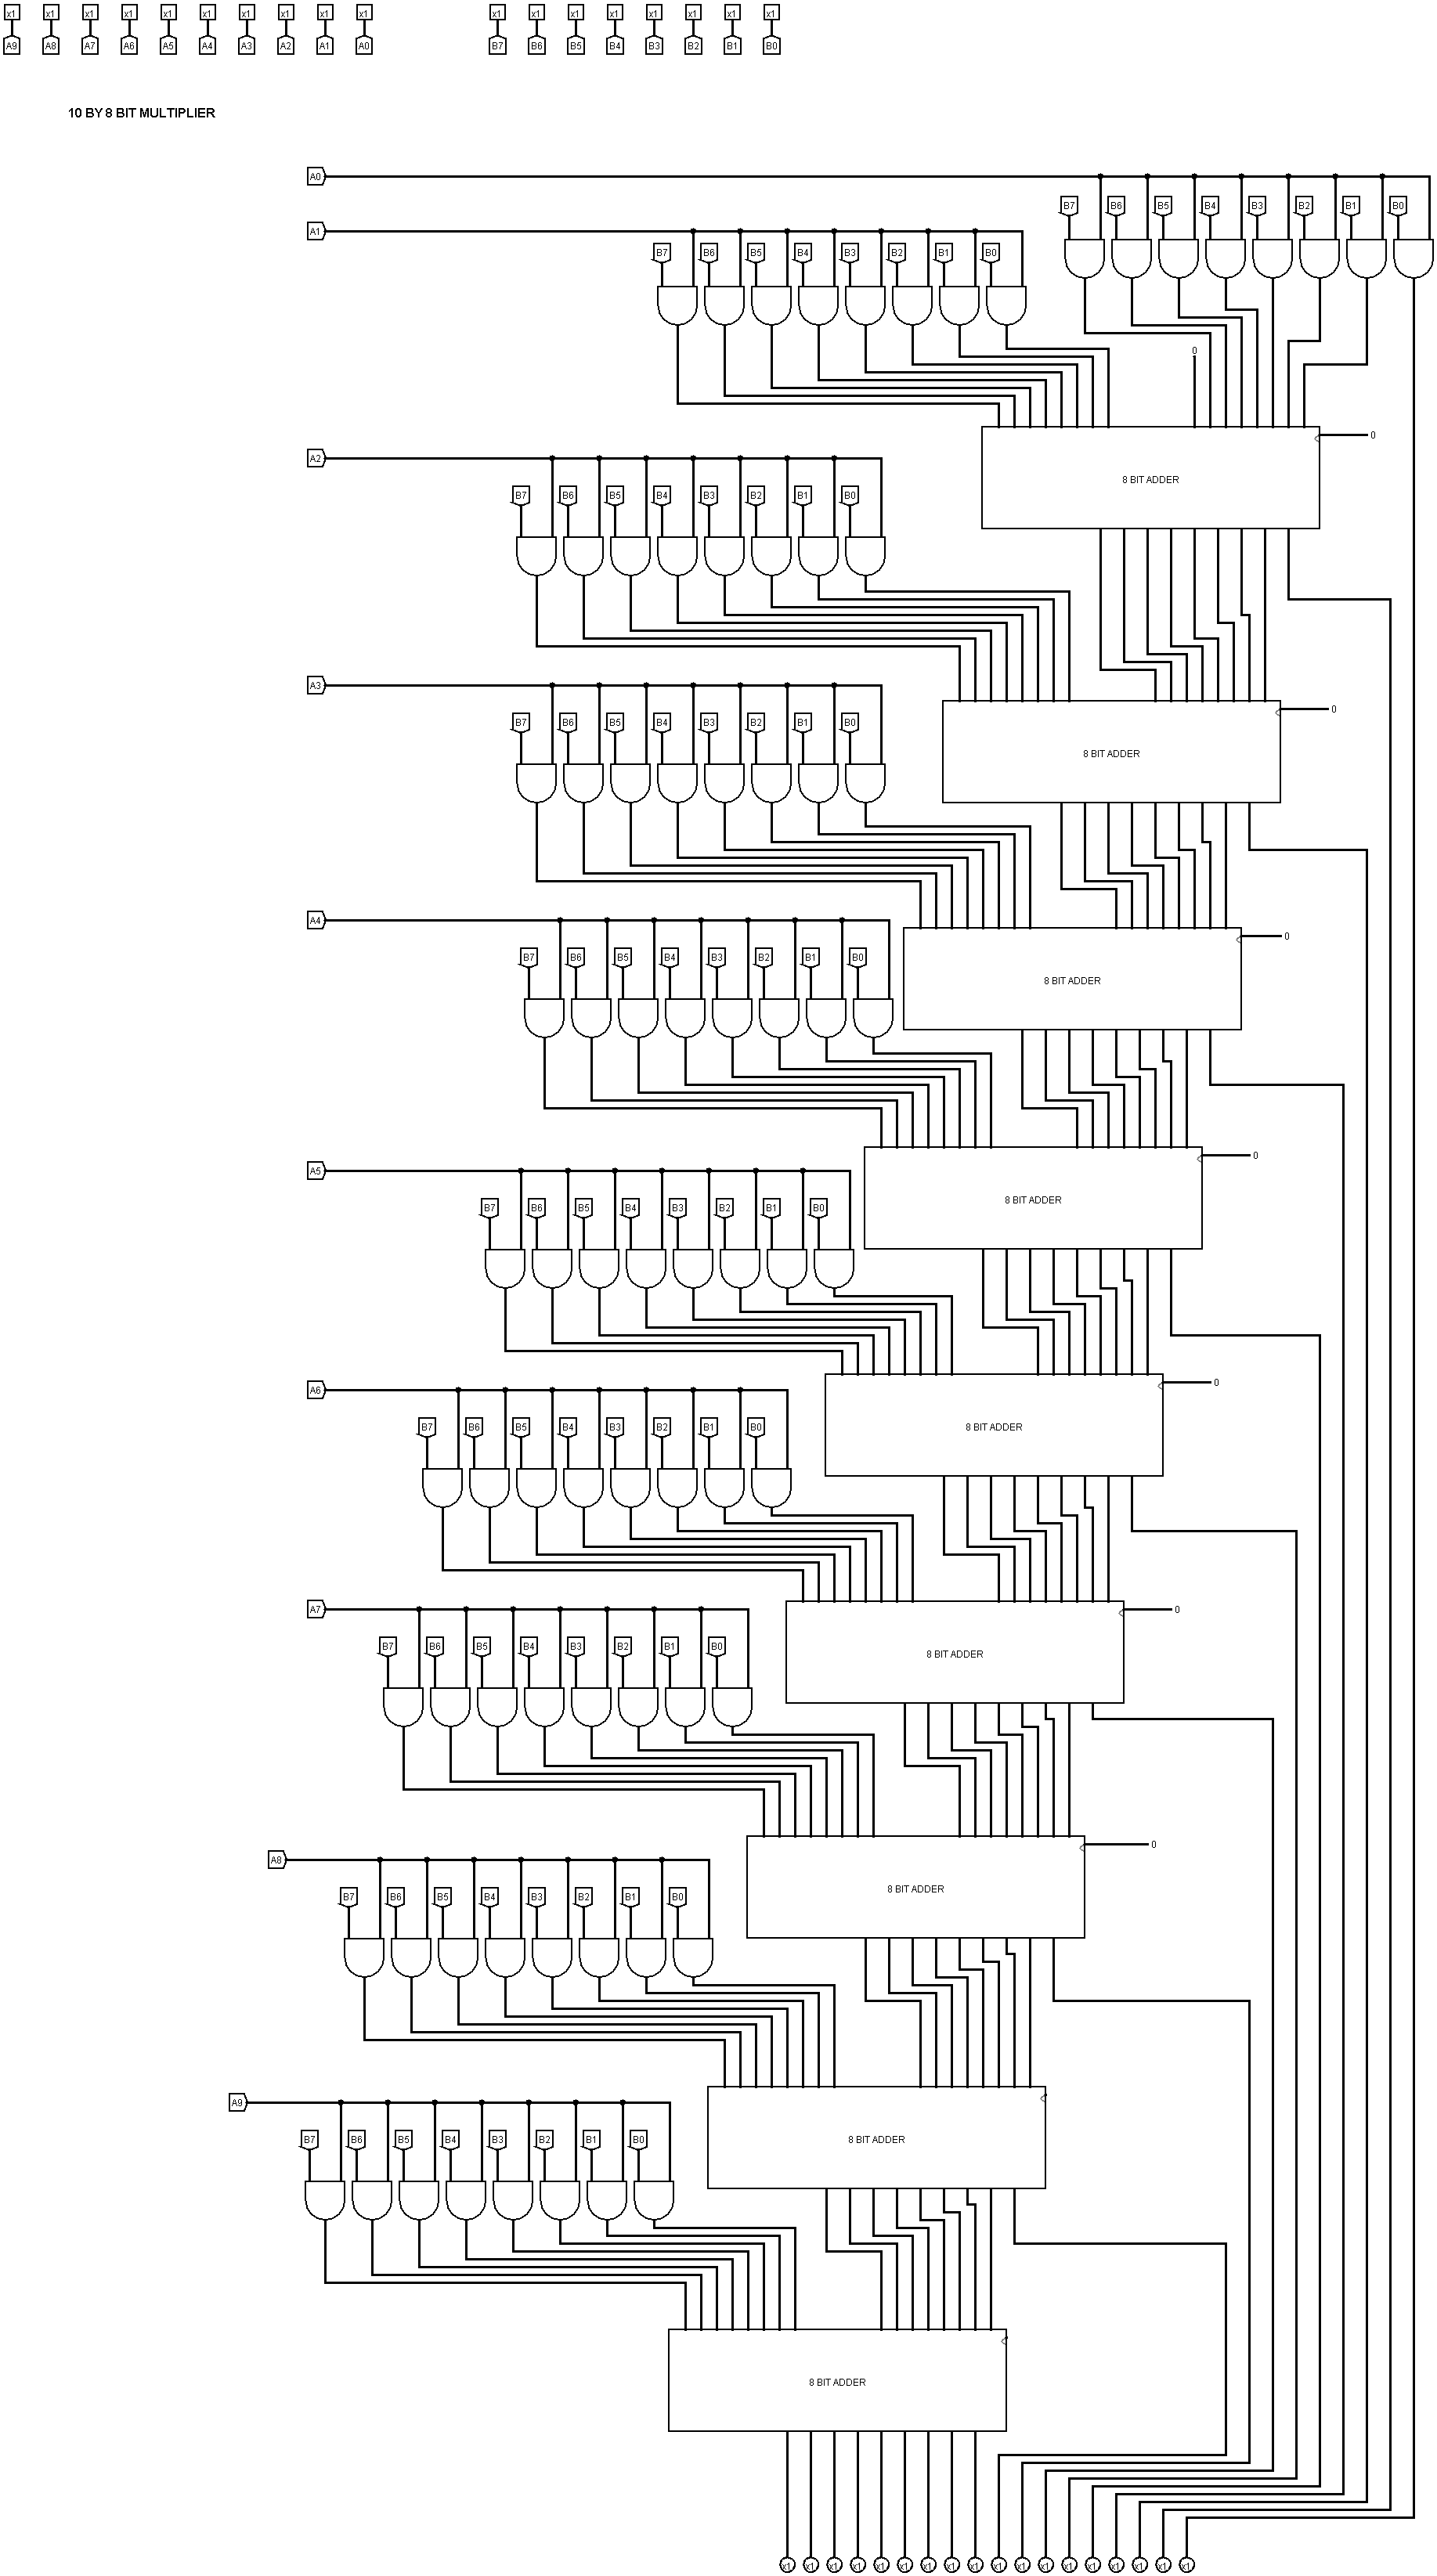 x1 x1 x1 x1 x1 x1 x1 x1 x1 x1 x1 x1 x1 x1 x1 x1 x1 x1
A9 A8 A7 A6 A5 A4 A3 A2 A1 A0 B7 B6 B5 B4 B3 B2 B1 B0
10 BY 8 BIT MULTIPLIER
A0
B7 B6 B5 B4 B3 B2 B1 B0
A1
B7 B6 B5 B4 B3 B2 B1 B0
0
0
8 BIT ADDER
A2
B7 B6 B5 B4 B3 B2 B1 B0
A3
0
B7 B6 B5 B4 B3 B2 B1 B0
8 BIT ADDER
A4
0
B7 B6 B5 B4 B3 B2 B1 B0
8 BIT ADDER
0
A5
8 BIT ADDER
B7 B6 B5 B4 B3 B2 B1 B0
0
A6
B7 B6 B5 B4 B3 B2 B1 B0
8 BIT ADDER
A7
0
B7 B6 B5 B4 B3 B2 B1 B0
8 BIT ADDER
0
A8
8 BIT ADDER
B7 B6 B5 B4 B3 B2 B1 B0
A9
B7 B6 B5 B4 B3 B2 B1 B0
8 BIT ADDER
8 BIT ADDER
x1 x1 x1 x1 x1 x1 x1 x1 x1 x1 x1 x1 x1 x1 x1 x1 x1 x1